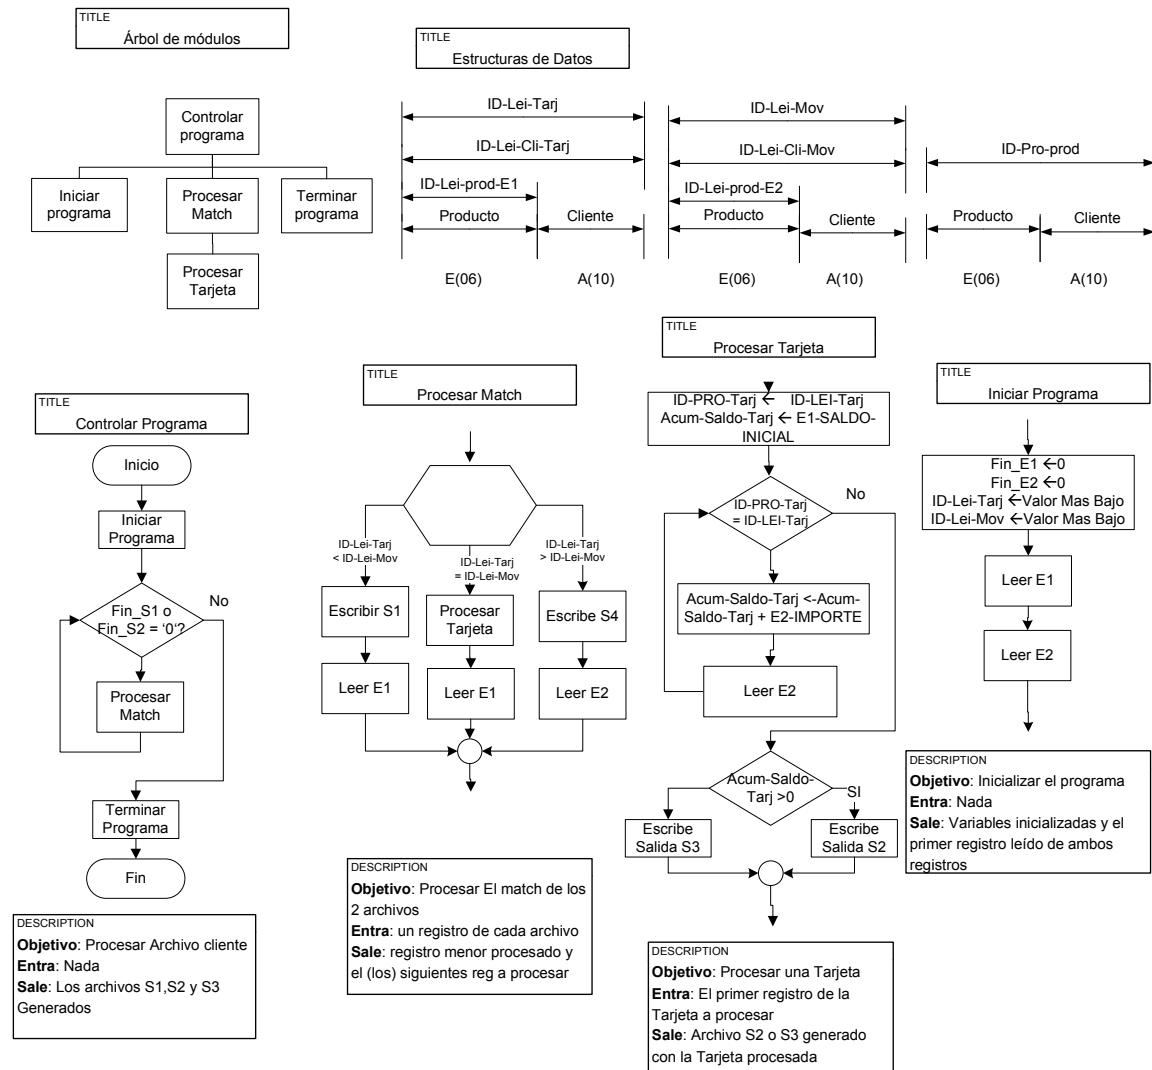 TITLE
Árbol de módulos
Controlar
programa
Iniciar
programa
Procesar
Match
Terminar
programa
Procesar
Tarjeta
TITLE
Estructuras de Datos
ID-Lei-Tarj
ID-Lei-Cli-Tarj
ID-Lei-prod-E1
Producto
Cliente
E(06)
A(10)
ID-Lei-Mov
ID-Lei-Cli-Mov
ID-Lei-prod-E2
Producto
Cliente
E(06)
A(10)
ID-Pro-prod
Producto
Cliente
E(06)
A(10)
TITLE
Controlar Programa
Inicio
Iniciar
Programa
Fin_S1 o
Fin_S2 = ‘0‘?
No
Procesar
Match
Terminar
Programa
Fin
DESCRIPTION
Objetivo: Procesar Archivo cliente
Entra: Nada
Sale: Los archivos S1,S2 y S3
Generados
TITLE
Procesar Match
ID-Lei-Tarj
< ID-Lei-Mov
ID-Lei-Tarj
= ID-Lei-Mov
ID-Lei-Tarj
> ID-Lei-Mov
Escribir S1
Procesar
Tarjeta
Escribe S4
Leer E1
Leer E1
Leer E2
DESCRIPTION
Objetivo: Procesar El match de los
2 archivos
Entra: un registro de cada archivo
Sale: registro menor procesado y
el (los) siguientes reg a procesar
TITLE
Procesar Tarjeta
ID-PRO-Tarj ← ID-LEI-Tarj
Acum-Saldo-Tarj ← E1-SALDO-
INICIAL
ID-PRO-Tarj
= ID-LEI-Tarj
No
Acum-Saldo-Tarj <-Acum-
Saldo-Tarj + E2-IMPORTE
Leer E2
Acum-Saldo-
Tarj >0
SI
Escribe
Salida S3
Escribe
Salida S2
DESCRIPTION
Objetivo: Procesar una Tarjeta
Entra: El primer registro de la
Tarjeta a procesar
Sale: Archivo S2 o S3 generado
con la Tarjeta procesada
TITLE
Iniciar Programa
Fin_E1 ←0
Fin_E2 ←0
ID-Lei-Tarj ←Valor Mas Bajo
ID-Lei-Mov ←Valor Mas Bajo
Leer E1
Leer E2
DESCRIPTION
Objetivo: Inicializar el programa
Entra: Nada
Sale: Variables inicializadas y el
primer registro leído de ambos
registros